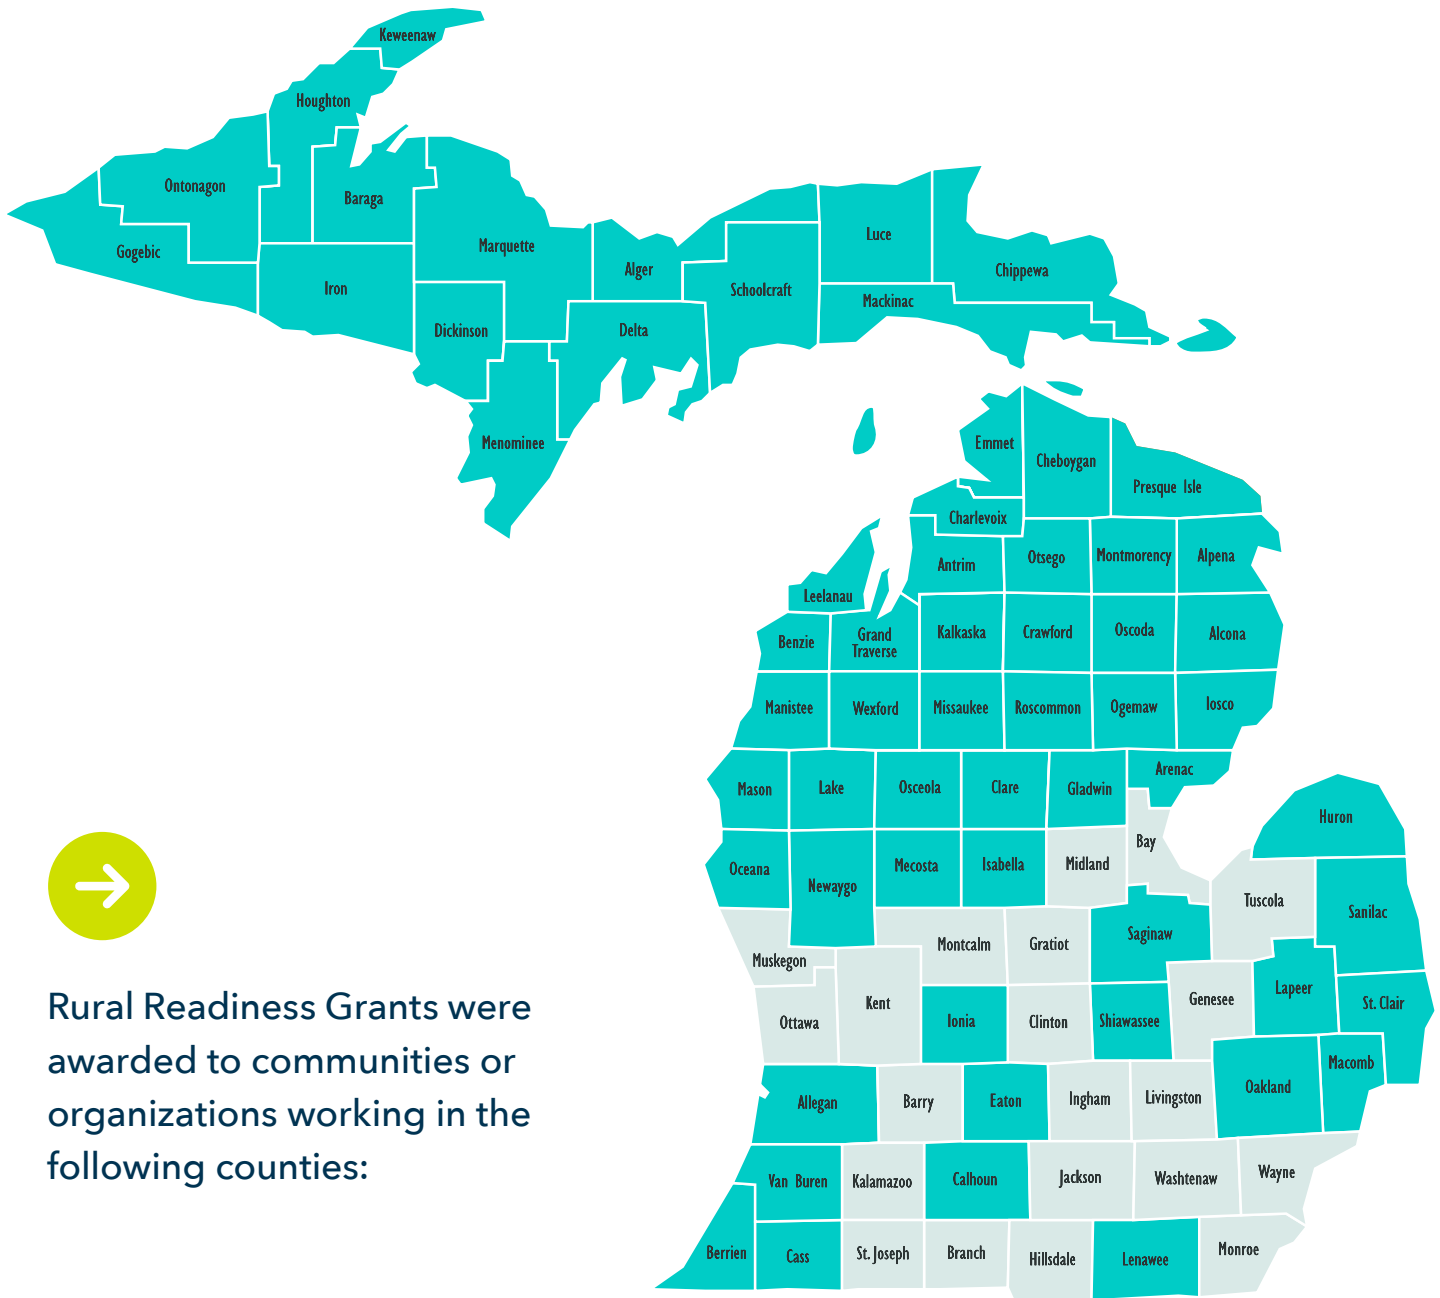 Keweenaw
Houghton
Ontonagon
Baraga
Gogebic
Marquette
Luce
Alger
Chippewa
Iron
Schoolcraft
Mackinac
Dickinson
Delta
Menominee
Emmet
Cheboygan
Presque Isle
Charlevoix
Antrim
Otsego
Montmorency
Alpena
Leelanau
Benzie
Grand
Traverse
Kalkaska
Crawford
Oscoda
Alcona
Manistee
Wexford
Missaukee
Roscommon
Ogemaw
Iosco
Arenac
Mason
Lake
Osceola
Clare
Gladwin
Huron
Bay
Oceana
Newaygo
Mecosta
Isabella
Midland
Tuscola
Sanilac
Muskegon
Montcalm
Gratiot
Saginaw
Ottawa
Kent
Ionia
Clinton
Shiawassee
Genesee
Lapeer
St. Clair
Macomb
Allegan
Barry
Eaton
Ingham
Livingston
Oakland
Van Buren
Kalamazoo
Calhoun
Jackson
Washtenaw
Wayne
Berrien
Cass
St. Joseph
Branch
Hillsdale
Lenawee
Monroe
Rural Readiness Grants were
awarded to communities or
organizations working in the
following counties: